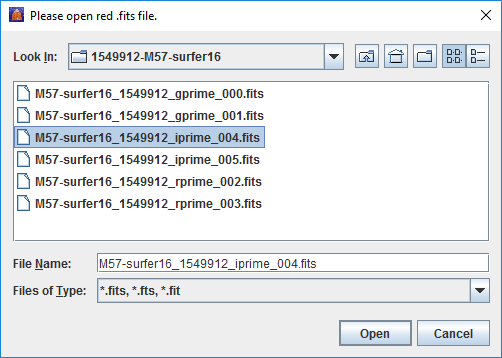 Please open red .fits file.
Look In: 1549912-M57-surfer16
M57-surfer16_1549912_gprime_000.fits
M57-surfer16_1549912_gprime_001.fits
M57-surfer16_1549912_iprime_004.fits
M57-surfer16_1549912_iprime_005.fits
M57-surfer16_1549912_rprime_002.fits
M57-surfer16_1549912_rprime_003.fits
File Name: M57-surfer16_1549912_iprime_004.fits
Files of Type: *.fits, *.fts, *.fit
Open Cancel